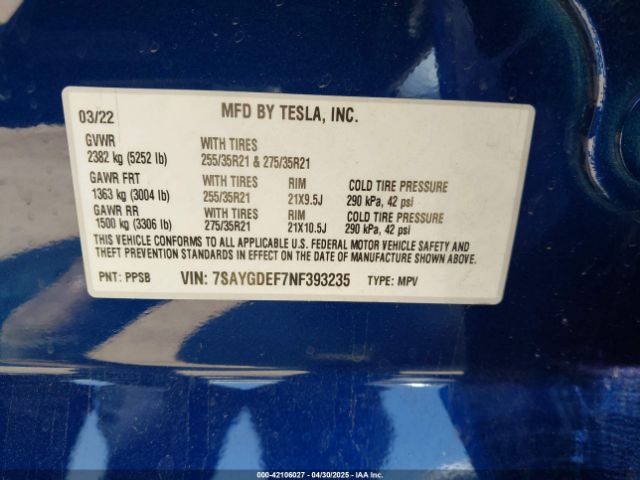 03/22 MFD BY TESLA, INC.
GVWR WITH TIRES
2382 kg (5252 lb) 255/35R21 & 275/35R21
GAWR FRT WITH TIRES RIM COLD TIRE PRESSURE
1363 kg (3004 lb) 255/35R21 21X9.5J 290 kPa, 42 psi
GAWR RR WITH TIRES RIM COLD TIRE PRESSURE
1500 kg (3306 lb) 275/35R21 21X10.5J 290 kPa, 42 psi
THIS VEHICLE CONFORMS TO ALL APPLICABLE U.S. FEDERAL MOTOR VEHICLE SAFETY AND
THEFT PREVENTION STANDARDS IN EFFECT ON THE DATE OF MANUFACTURE SHOWN ABOVE.
PNT: PPSB VIN: 7SAYGDEF7NF393235 TYPE: MPV
000-42106027 - 04/30/2025 - IAA Inc.